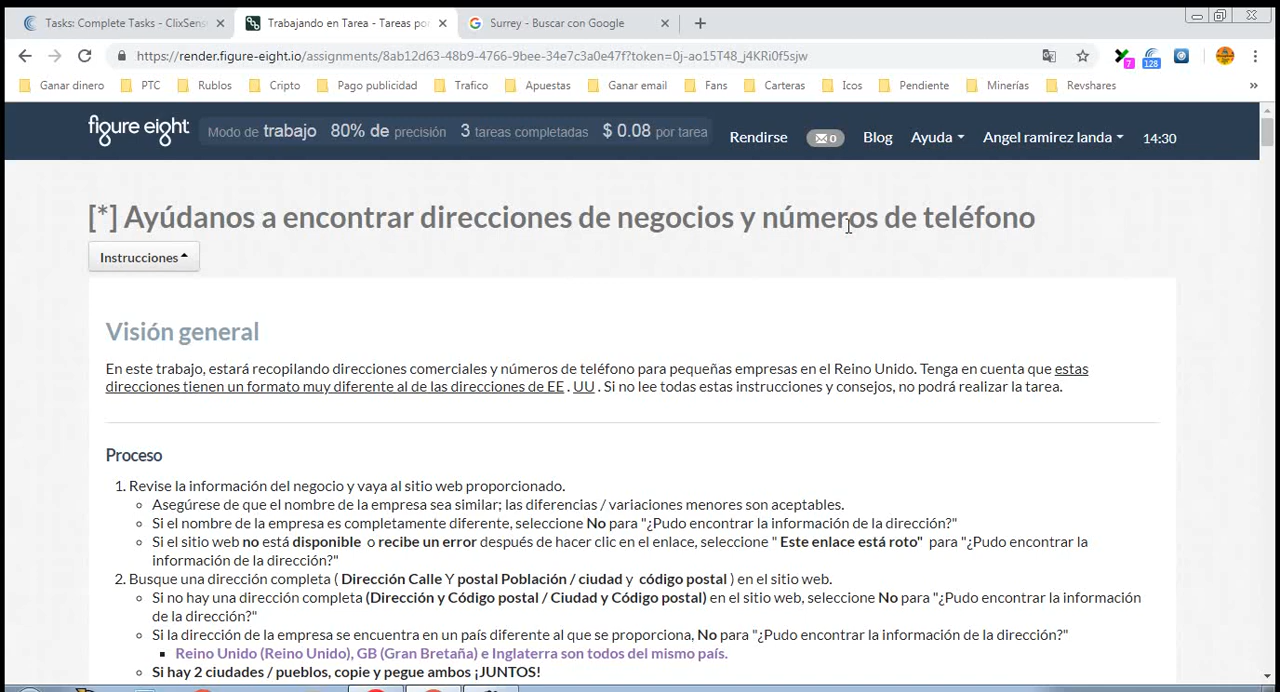 Tasks: Complete Tasks - ClixSens
Trabajando en Tarea - Tareas por
Surrey - Buscar con Google
https://render.figure-eight.io/assignments/8ab12d63-48b9-4766-9bee-34e7c3a0e47f?token=0j-ao15T48_j4KRi0f5sjw
7
128
Ganar dinero
PTC
Rublos
Cripto
Pago publicidad
Trafico
Apuestas
Ganar email
Fans
Carteras
Icos
Pendiente
Minerías
Revshares
»
figure eight
Modo de trabajo 80% de precisión 3 tareas completadas $ 0.08 por tarea
Rendirse
0
Blog
Ayuda
Angel ramirez landa
14:30
[*] Ayúdanos a encontrar direcciones de negocios y números de teléfono
Instrucciones
Visión general
En este trabajo, estará recopilando direcciones comerciales y números de teléfono para pequeñas empresas en el Reino Unido. Tenga en cuenta que estas
direcciones tienen un formato muy diferente al de las direcciones de EE . UU . Si no lee todas estas instrucciones y consejos, no podrá realizar la tarea.
Proceso
1. Revise la información del negocio y vaya al sitio web proporcionado.
Asegúrese de que el nombre de la empresa sea similar; las diferencias / variaciones menores son aceptables.
Si el nombre de la empresa es completamente diferente, seleccione No para "¿Pudo encontrar la información de la dirección?"
Si el sitio web no está disponible o recibe un error después de hacer clic en el enlace, seleccione " Este enlace está roto" para "¿Pudo encontrar la
información de la dirección?"
2. Busque una dirección completa ( Dirección Calle Y postal Población / ciudad y código postal ) en el sitio web.
Si no hay una dirección completa (Dirección y Código postal / Ciudad y Código postal) en el sitio web, seleccione No para "¿Pudo encontrar la información
de la dirección?"
Si la dirección de la empresa se encuentra en un país diferente al que se proporciona, No para "¿Pudo encontrar la información de la dirección?"
Reino Unido (Reino Unido), GB (Gran Bretaña) e Inglaterra son todos del mismo país.
Si hay 2 ciudades / pueblos, copie y pegue ambos ¡JUNTOS!